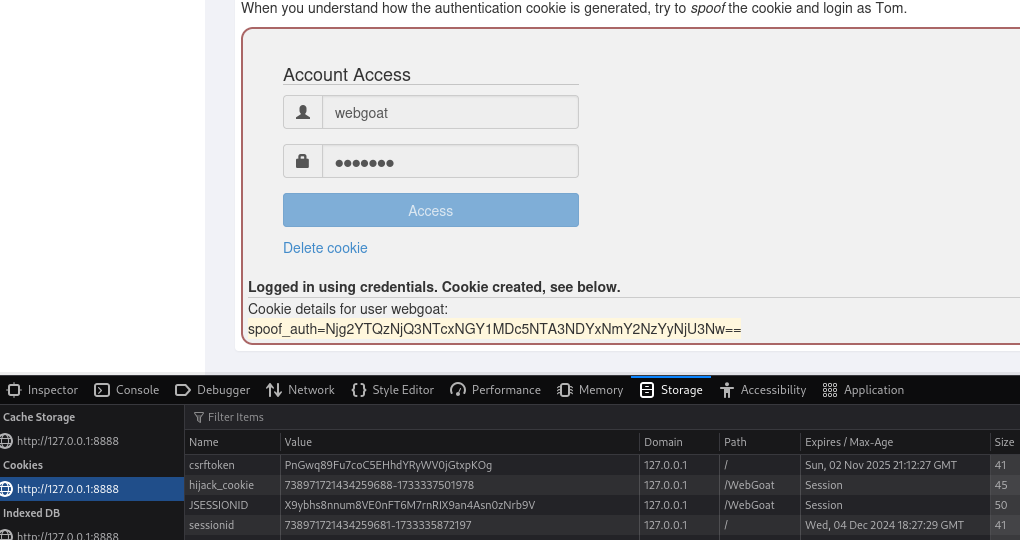 When you understand how the authentication cookie is generated, try to spoof the cookie and login as Tom.
Account Access
webgoat
●●●●●●●
Access
Delete cookie
Logged in using credentials. Cookie created, see below.
Cookie details for user webgoat:
spoof_auth=Njg2YTQzNjQ3NTcxNGY1MDc5NTA3NDYxNmY2NzYyNjU3Nw==
Inspector Console Debugger Network Style Editor Performance Memory Storage Accessibility Application
Cache Storage
Filter Items
http://127.0.0.1:8888
Name Value Domain Path Expires / Max-Age Size
Cookies
csrftoken PnGwq89Fu7coC5EHhdYRyWV0jGtxpKOg 127.0.0.1 / Sun, 02 Nov 2025 21:12:27 GMT 41
http://127.0.0.1:8888
hijack_cookie 738971721434259688-1733337501978 127.0.0.1 /WebGoat Session 45
Indexed DB
JSESSIONID X9ybhs8nnum8VE0nFT6M7rnRIX9an4Asn0zNrb9V 127.0.0.1 /WebGoat Session 50
http://127.0.0.1:8888
sessionid 738971721434259681-1733335872197 127.0.0.1 / Wed, 04 Dec 2024 18:27:29 GMT 41